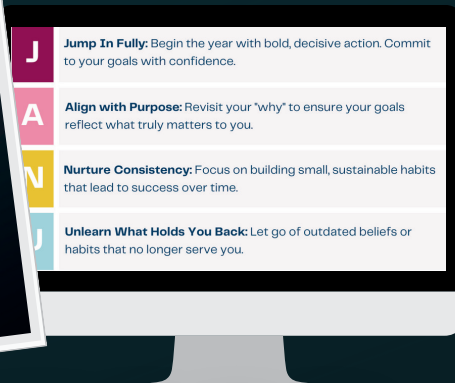 J
Jump In Fully: Begin the year with bold, decisive action. Commit
to your goals with confidence.
A
Align with Purpose: Revisit your "why" to ensure your goals
reflect what truly matters to you.
N
Nurture Consistency: Focus on building small, sustainable habits
that lead to success over time.
U
Unlearn What Holds You Back: Let go of outdated beliefs or
habits that no longer serve you.